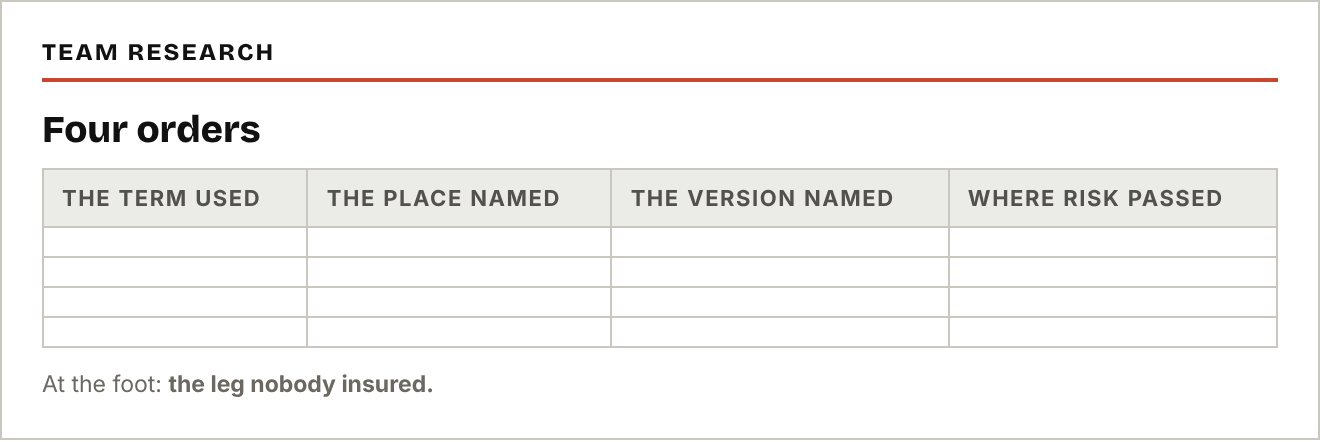 TEAM RESEARCH
Four orders
THE TERM USED THE PLACE NAMED THE VERSION NAMED WHERE RISK PASSED
At the foot: the leg nobody insured.